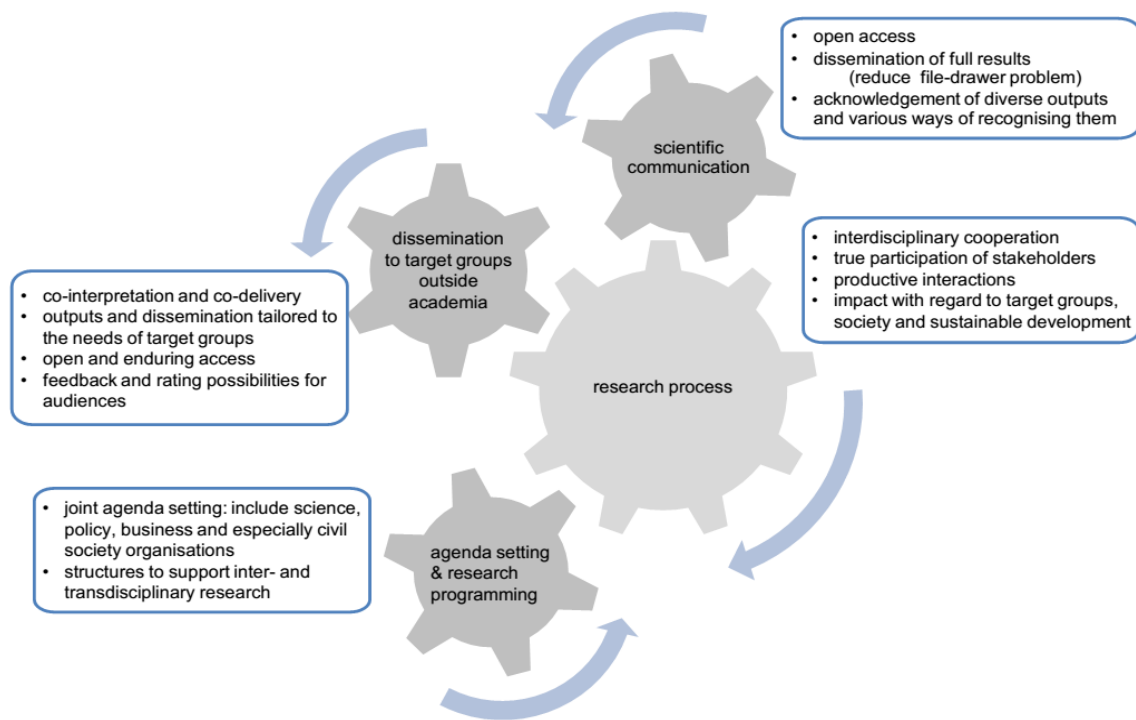 • open access
• dissemination of full results
(reduce file-drawer problem)
• acknowledgement of diverse outputs
and various ways of recognising them
scientific
communication
dissemination
to target groups
outside
academia
• interdisciplinary cooperation
• true participation of stakeholders
• productive interactions
• impact with regard to target groups,
society and sustainable development
• co-interpretation and co-delivery
• outputs and dissemination tailored to
the needs of target groups
• open and enduring access
• feedback and rating possibilities for
audiences
research process
• joint agenda setting: include science,
policy, business and especially civil
society organisations
• structures to support inter- and
transdisciplinary research
agenda setting
& research
programming